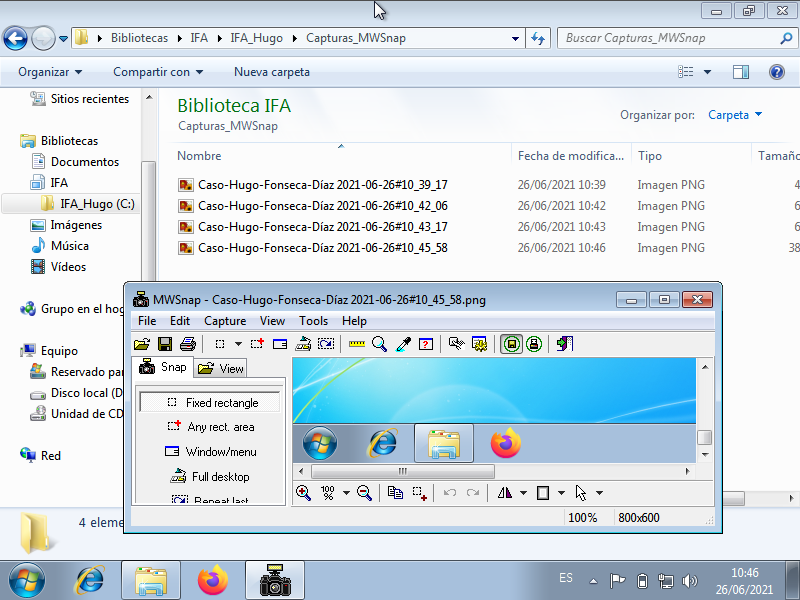 Bibliotecas IFA IFA_Hugo Capturas_MWSnap
Buscar Capturas_MWSnap
Organizar Compartir con Nueva carpeta
Sitios recientes
Bibliotecas
Documentos
IFA
IFA_Hugo (C:)
Imágenes
Música
Vídeos
Grupo en el hog
Equipo
Reservado par
Disco local (D
Unidad de CD
Red
Biblioteca IFA
Capturas_MWSnap
Organizar por: Carpeta
Nombre Fecha de modifica... Tipo Tamaño
Caso-Hugo-Fonseca-Díaz 2021-06-26#10_39_17 26/06/2021 10:39 Imagen PNG 4
Caso-Hugo-Fonseca-Díaz 2021-06-26#10_42_06 26/06/2021 10:42 Imagen PNG 6
Caso-Hugo-Fonseca-Díaz 2021-06-26#10_43_17 26/06/2021 10:43 Imagen PNG 6
Caso-Hugo-Fonseca-Díaz 2021-06-26#10_45_58 26/06/2021 10:46 Imagen PNG 38
4 eleme
MWSnap - Caso-Hugo-Fonseca-Díaz 2021-06-26#10_45_58.png
File Edit Capture View Tools Help
Snap View
Fixed rectangle
Any rect. area
Window/menu
Full desktop
Repeat last
100 %
100% 800x600
ES
10:46
26/06/2021